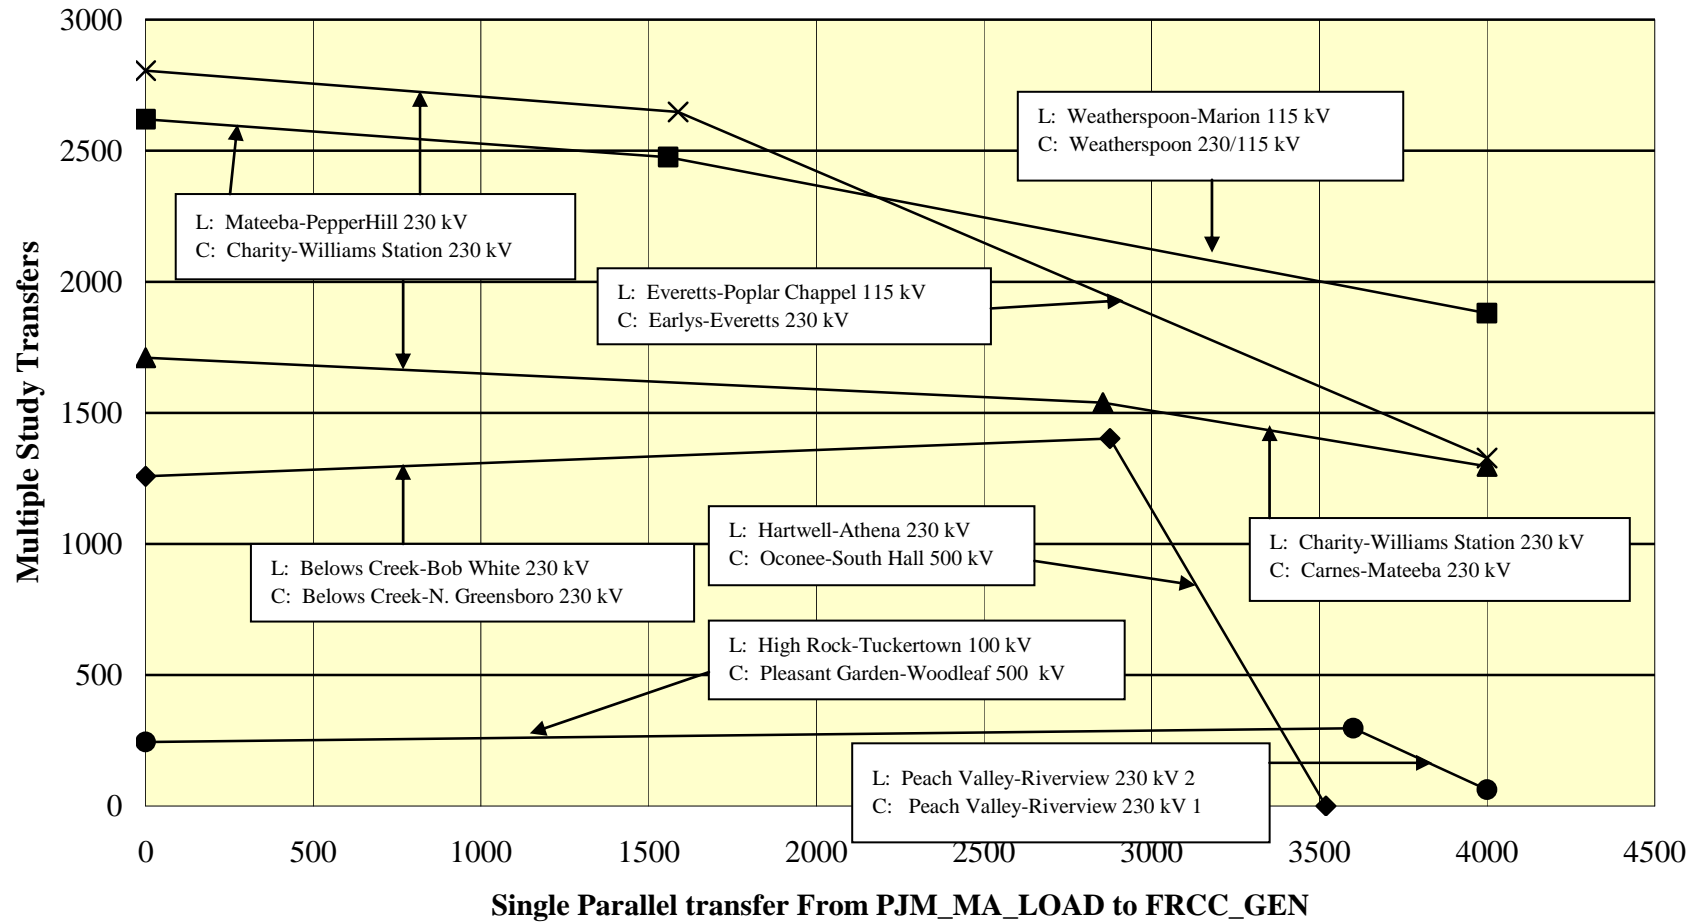 3000
2500
2000
1500
1000
500
0
Multiple Study Transfers
L: Weatherspoon-Marion 115 kV
C: Weatherspoon 230/115 kV
L: Mateeba-PepperHill 230 kV
C: Charity-Williams Station 230 kV
L: Everetts-Poplar Chappel 115 kV
C: Earlys-Everetts 230 kV
L: Hartwell-Athena 230 kV
C: Oconee-South Hall 500 kV
L: Charity-Williams Station 230 kV
C: Carnes-Mateeba 230 kV
L: Belows Creek-Bob White 230 kV
C: Belows Creek-N. Greensboro 230 kV
L: High Rock-Tuckertown 100 kV
C: Pleasant Garden-Woodleaf 500 kV
L: Peach Valley-Riverview 230 kV 2
C: Peach Valley-Riverview 230 kV 1
0 500 1000 1500 2000 2500 3000 3500 4000 4500
Single Parallel transfer From PJM_MA_LOAD to FRCC_GEN